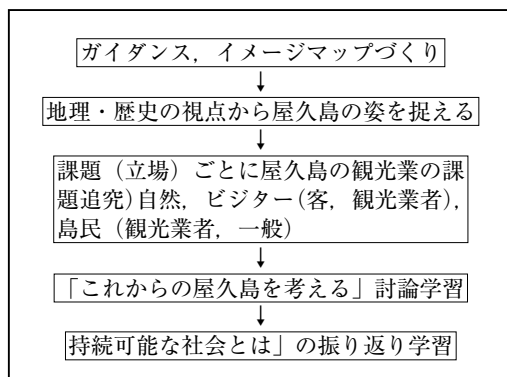 ガイダンス，イメージマップづくり
地理・歴史の視点から屋久島の姿を捉える
課題（立場）ごとに屋久島の観光業の課
題追究）自然，ビジター（客，観光業者），
島民（観光業者，一般）
「これからの屋久島を考える」討論学習
持続可能な社会とは」の振り返り学習